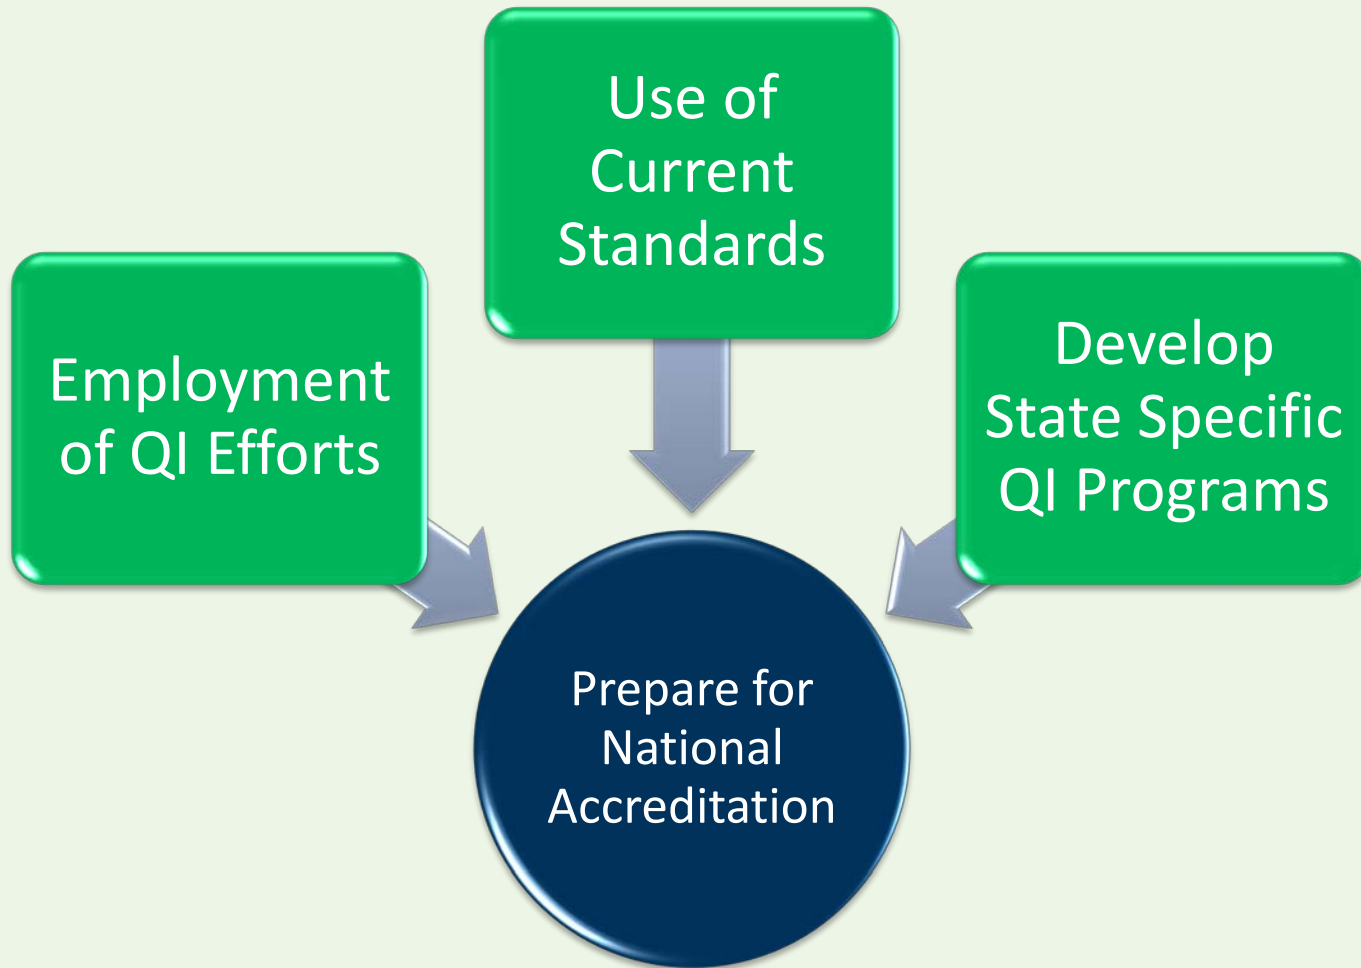 Use of
Current
Standards
Employment
of QI Efforts
Develop
State Specific
QI Programs
Prepare for
National
Accreditation